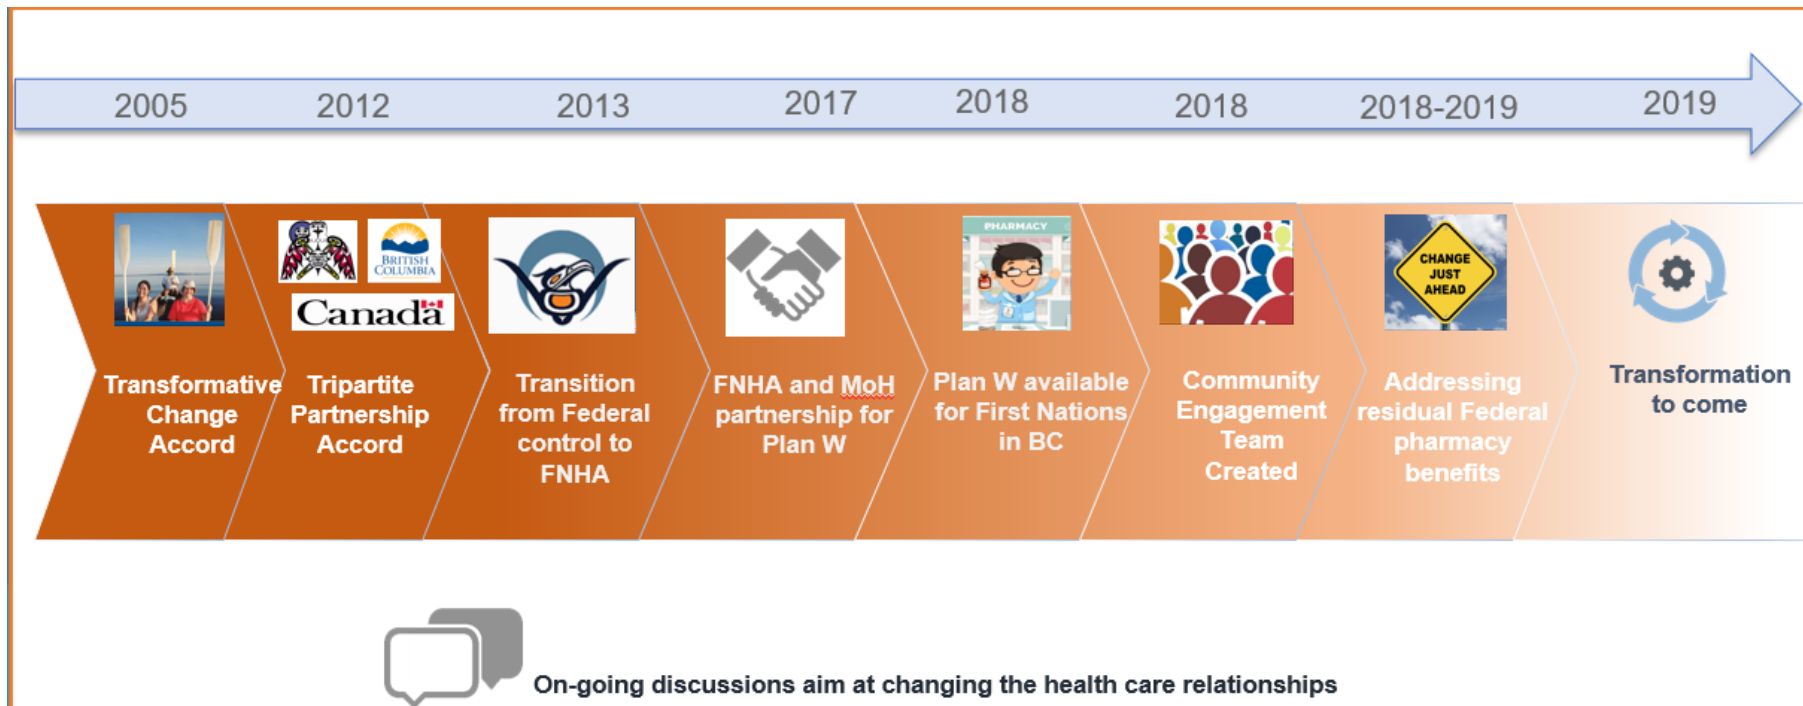 2005 2012 2013 2017 2018 2018 2018-2019 2019
BRITISH
COLUMBIA
Canada
PHARMACY
CHANGE
JUST
AHEAD
Transformative
Change
Accord
Tripartite
Partnership
Accord
Transition
from Federal
control to
FNHA
FNHA and MoH
partnership for
Plan W
Plan W available
for First Nations
in BC
Community
Engagement
Team
Created
Addressing
residual Federal
pharmacy
benefits
Transformation
to come
On-going discussions aim at changing the health care relationships